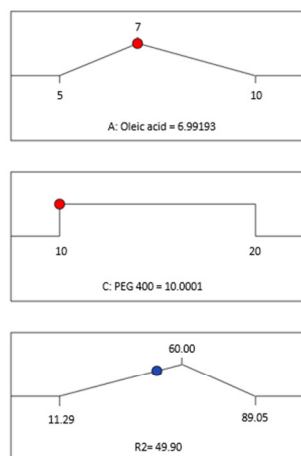 7
5 10
A: Oleic acid = 6.99193
10 20
C: PEG 400 = 10.0001
60.00
11.29 89.05
R2= 49.90